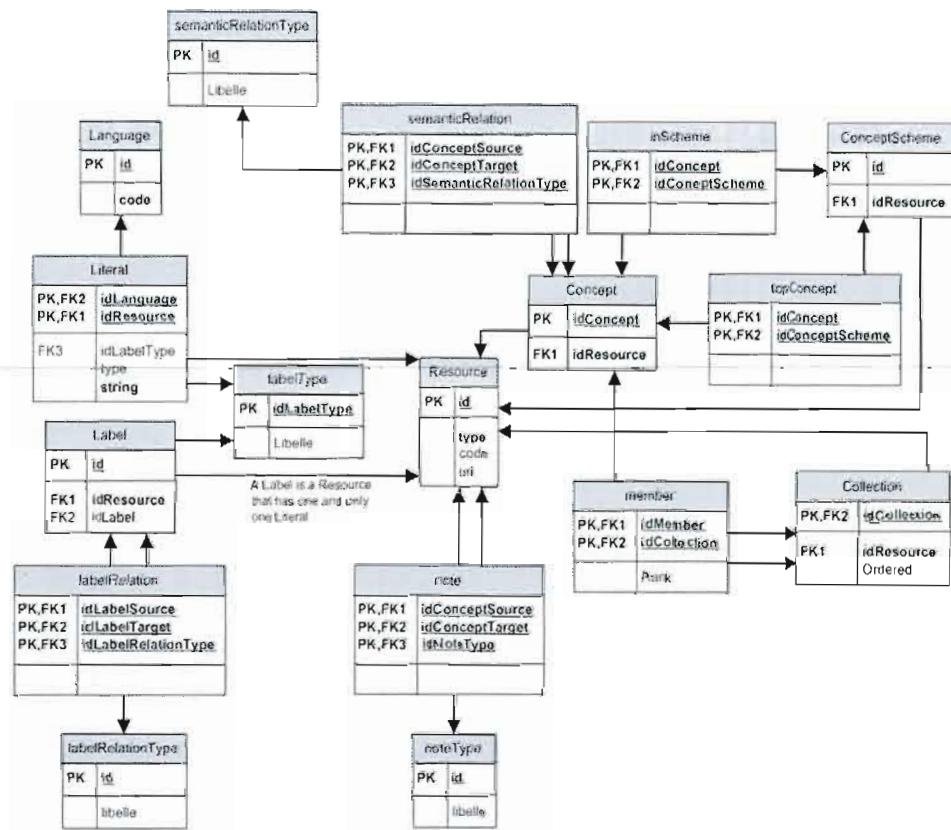 semanticRelationType
PK id
Libelle
Language
PK id
code
semanticRelation
PK,FK1 idConceptSource
PK,FK2 idConceptTarget
PK,FK3 idSemanticRelationType
inScheme
PK,FK1 idConcept
PK,FK2 idConeptScheme
ConceptScheme
PK id
FK1 idResource
Literal
PK,FK2 idLanguage
PK,FK1 idResource
FK3 idLabelType
type
string
Concept
PK idConcept
FK1 idResource
topConcept
PK,FK1 idConcept
PK,FK2 idConceptScheme
labelType
PK idLabelType
Libelle
Resource
PK id
type
code
uri
Label
PK id
FK1 idResource
FK2 idLabel
A Label is a Resource
that has one and only
one Literal
member
PK,FK1 idMember
PK,FK2 idCollection
Rank
Collection
PK,FK2 idCollection
FK1 idResource
Ordered
labelRelation
PK,FK1 idLabelSource
PK,FK2 idLabelTarget
PK,FK3 idLabelRelationType
note
PK,FK1 idConceptSource
PK,FK2 idConceptTarget
PK,FK3 idNoteType
labelRelationType
PK id
libelle
noteType
PK id
libelle